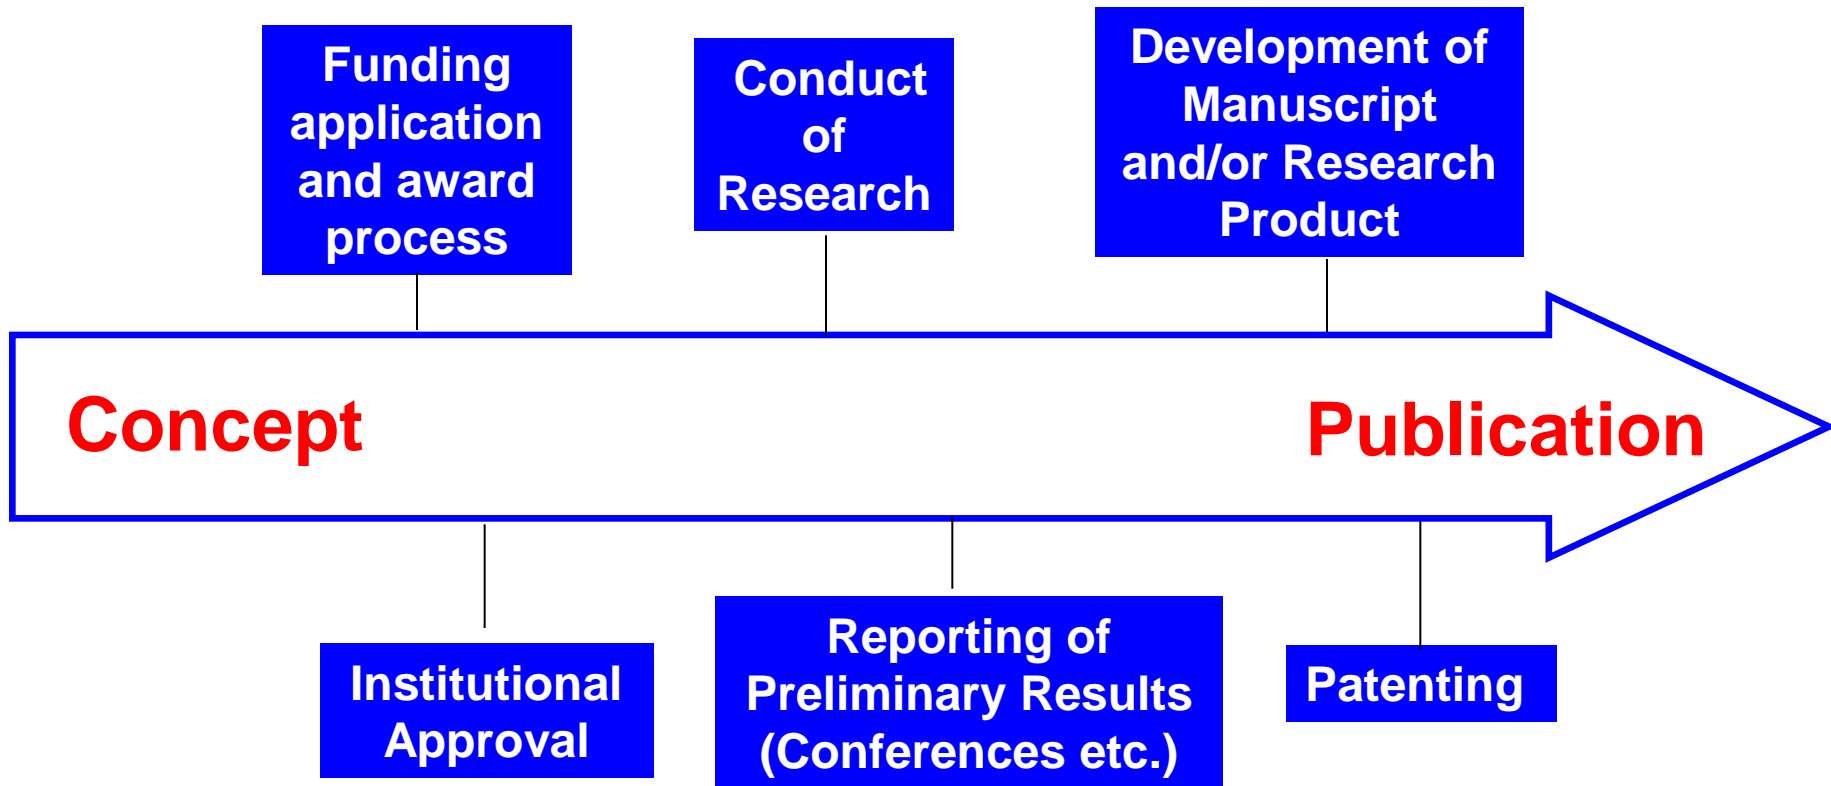 Funding
application
and award
process
Conduct
of
Research
Development of
Manuscript
and/or Research
Product
Concept
Publication
Institutional
Approval
Reporting of
Preliminary Results
(Conferences etc.)
Patenting